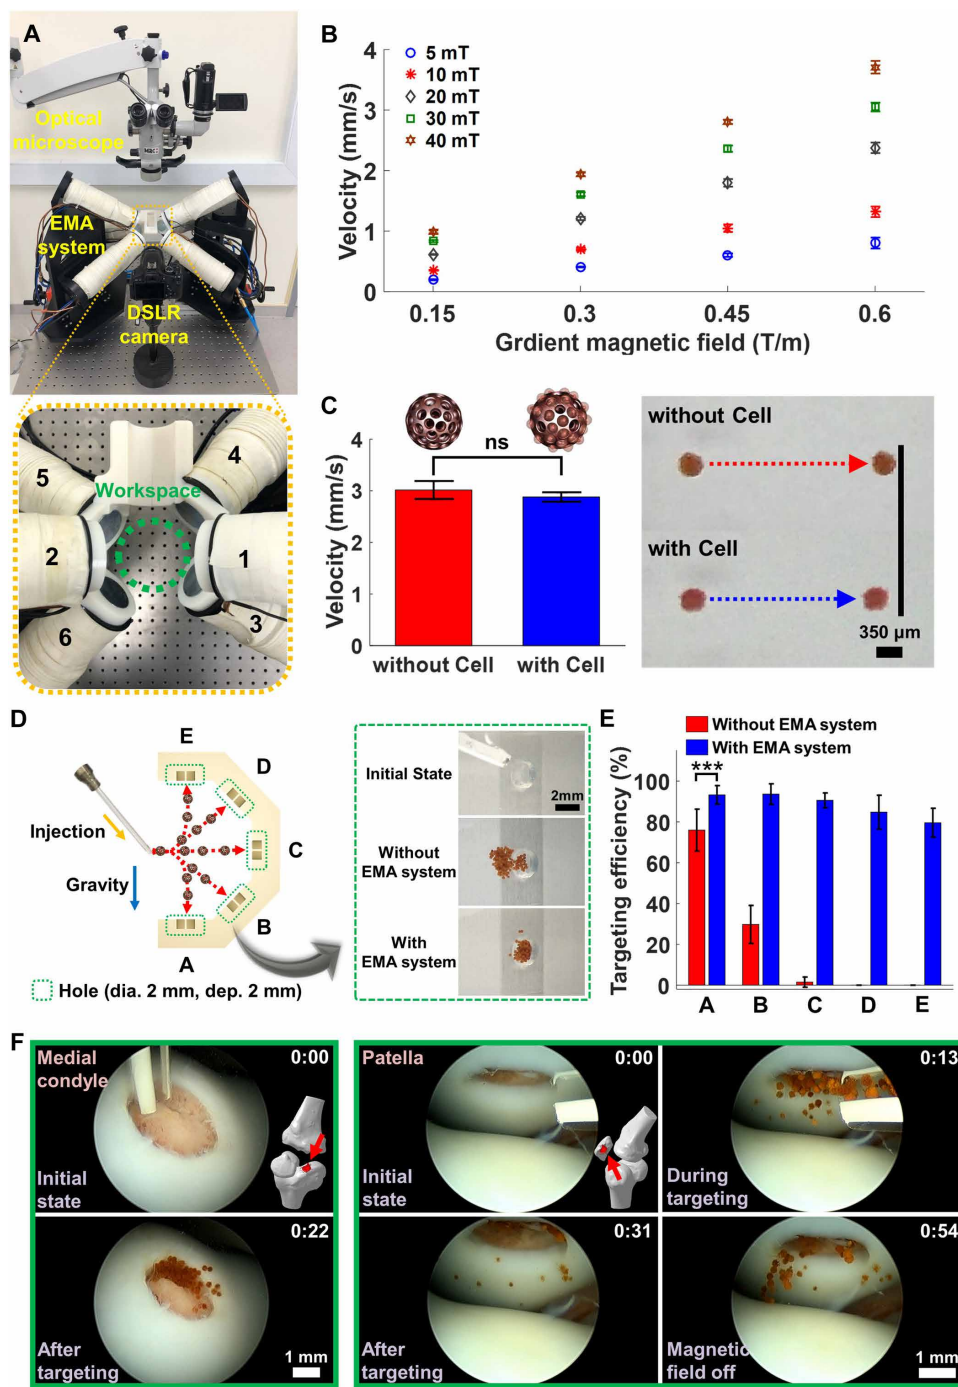 A
Optical
microscope
EMA
system
DSLR
camera
5
4
Workspace
2
1
6
3
B
5 mT
10 mT
20 mT
30 mT
40 mT
Velocity (mm/s)
4
3
2
1
0
0.15
0.3
0.45
0.6
Grdient magnetic field (T/m)
C
ns
Velocity (mm/s)
4
3
2
1
0
without Cell
with Cell
without Cell
with Cell
350 μm
D
E
D
C
B
A
Injection
Gravity
Hole (dia. 2 mm, dep. 2 mm)
Initial State
2mm
Without
EMA system
With
EMA system
E
Without EMA system
With EMA system
***
Targeting efficiency (%)
100
80
60
40
20
0
A
B
C
D
E
F
Medial
condyle
0:00
Initial
state
0:22
After
targeting
1 mm
Patella
0:00
Initial
state
0:13
During
targeting
0:31
After
targeting
0:54
Magnetic
field off
1 mm